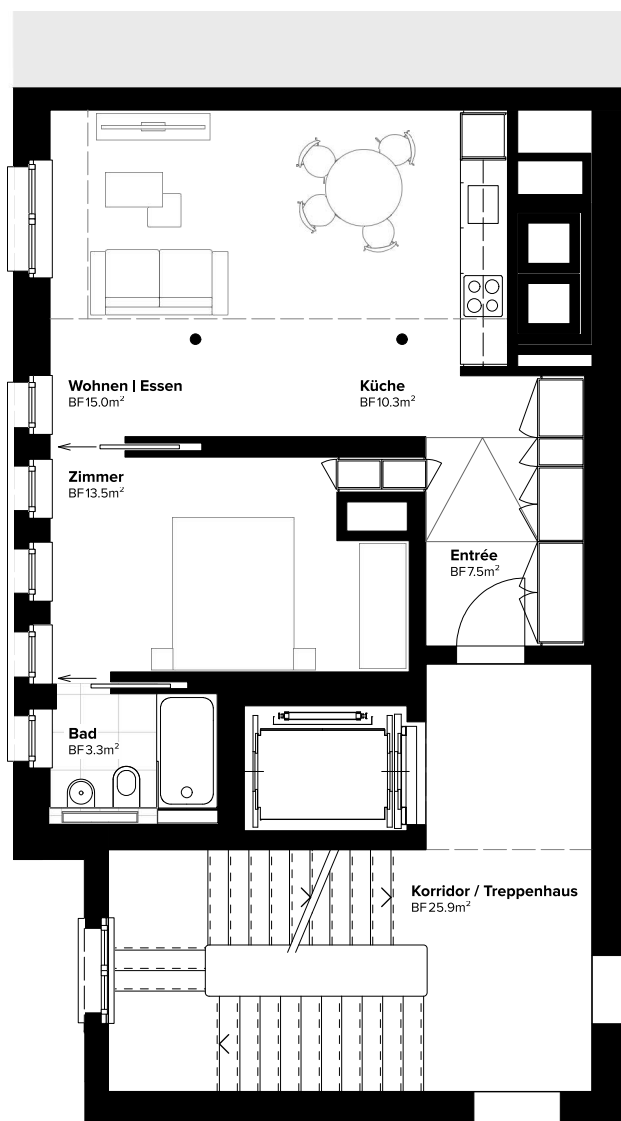 Wohnen | Essen
BF15.0m²
Küche
BF10.3m²
Zimmer
BF13.5m²
Entrée
BF7.5m²
Bad
BF3.3m²
Korridor / Treppenhaus
BF25.9m²